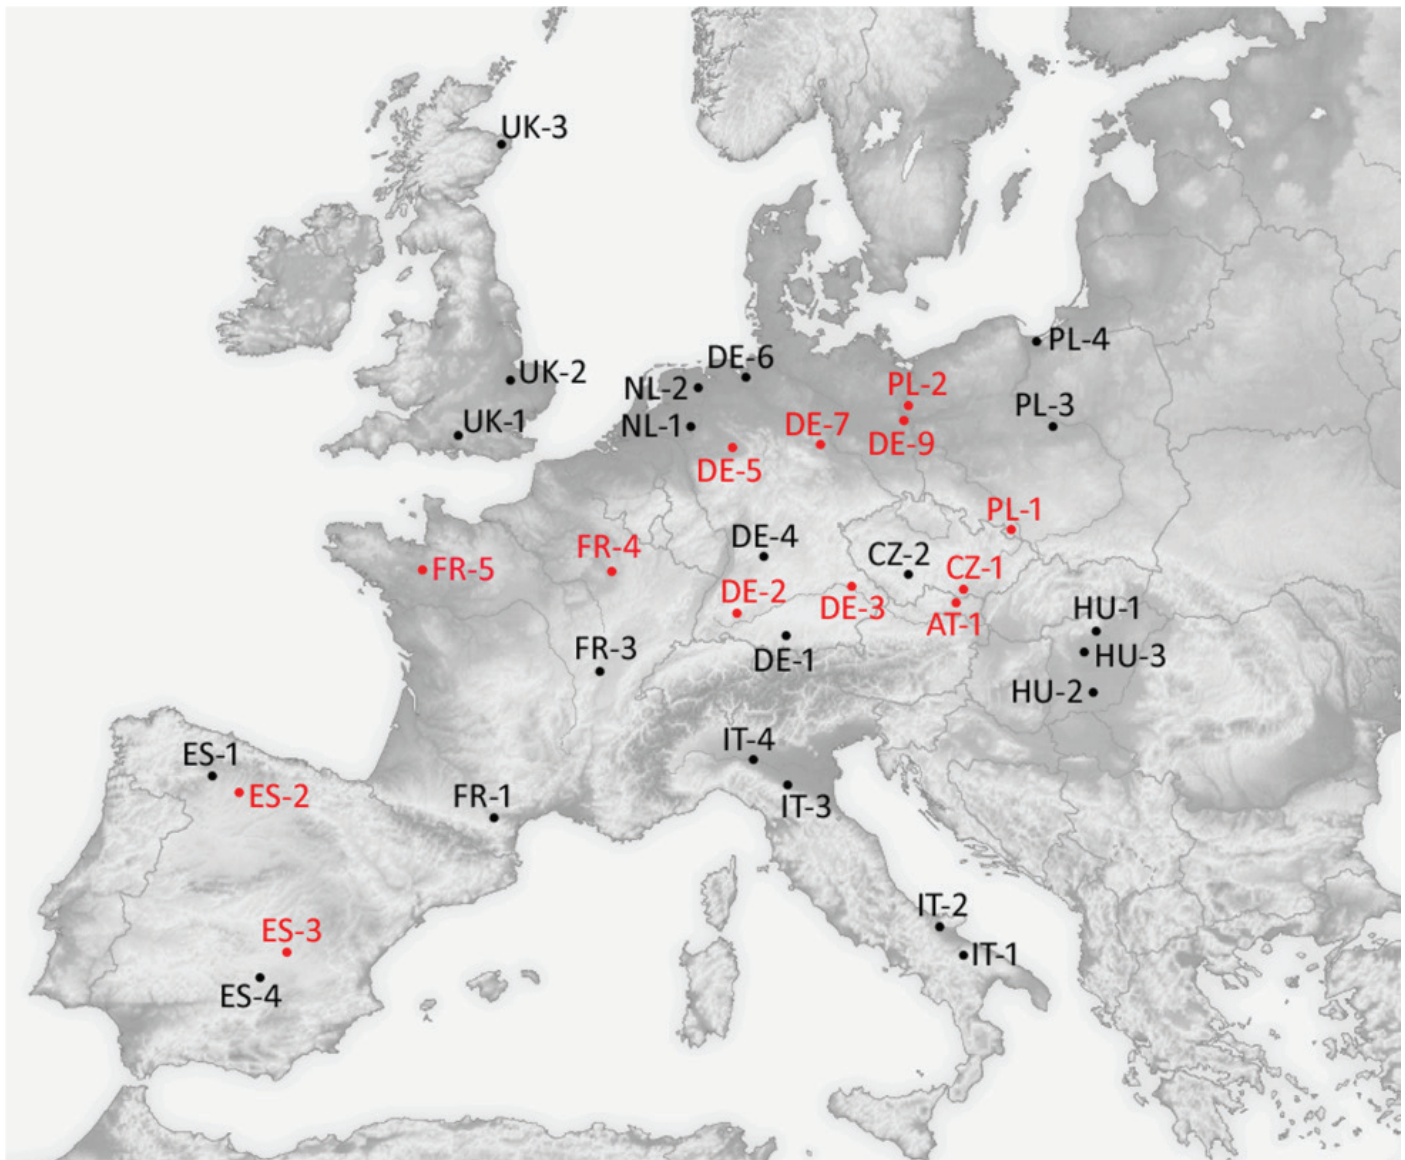 UK-3
PL-4
DE-6
UK-2
NL-2
PL-2
PL-3
UK-1
NL-1
DE-7
DE-9
DE-5
PL-1
DE-4
FR-4
CZ-2
FR-5
CZ-1
DE-2
DE-3
HU-1
AT-1
FR-3
DE-1
HU-3
HU-2
IT-4
ES-1
ES-2
FR-1
IT-3
IT-2
ES-3
IT-1
ES-4